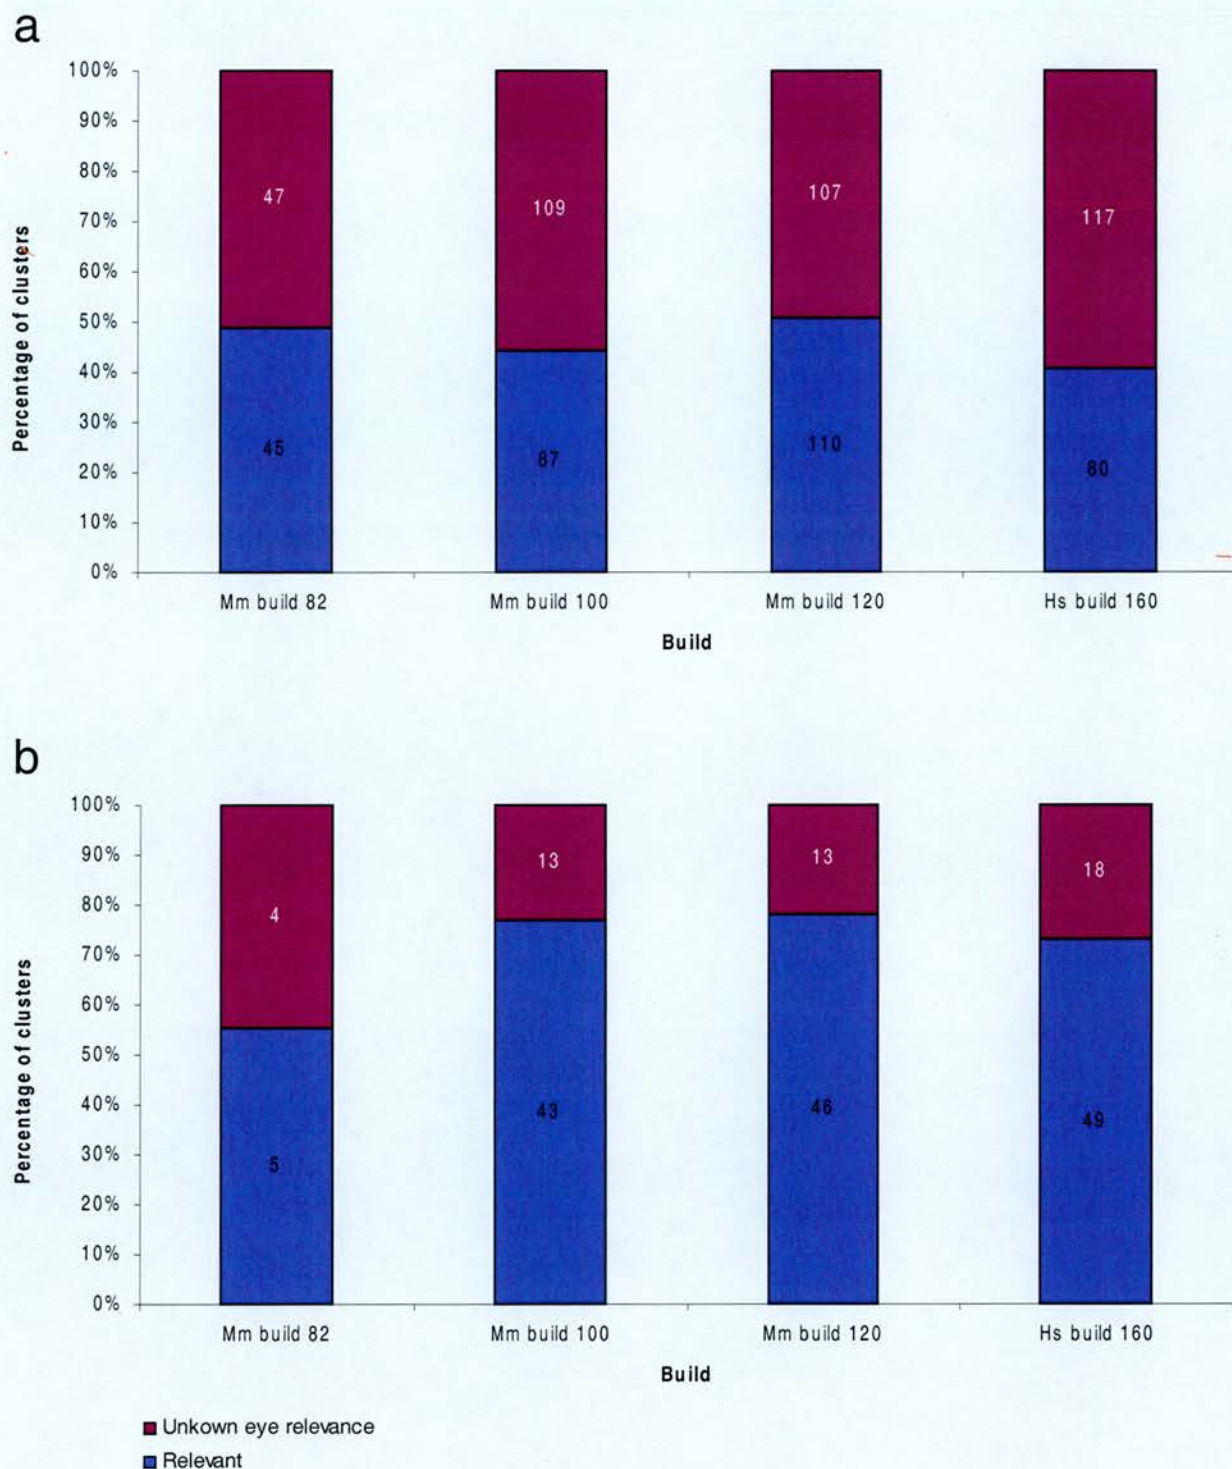 a
100%
90%
80%
70%
60%
50%
40%
30%
20%
10%
0%
Percentage of clusters
47
109
107
117
45
87
110
80
Mm build 82
Mm build 100
Mm build 120
Hs build 160
Build
b
100%
90%
80%
70%
60%
50%
40%
30%
20%
10%
0%
Percentage of clusters
4
13
13
18
5
43
46
49
Mm build 82
Mm build 100
Mm build 120
Hs build 160
Build
Unkown eye relevance
Relevant